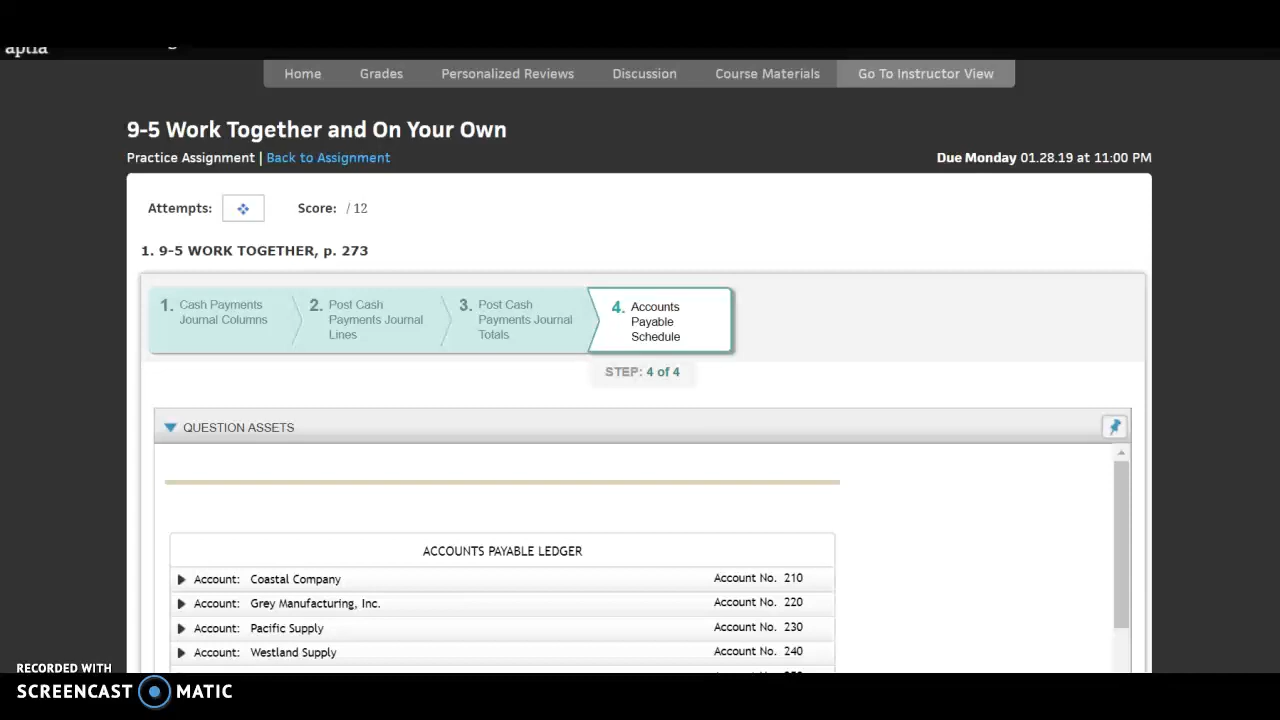 aplia
Home Grades Personalized Reviews Discussion Course Materials Go To Instructor View
9-5 Work Together and On Your Own
Practice Assignment | Back to Assignment Due Monday 01.28.19 at 11:00 PM
Attempts: Score: / 12
1. 9-5 WORK TOGETHER, p. 273
1. Cash Payments Journal Columns
2. Post Cash Payments Journal Lines
3. Post Cash Payments Journal Totals
4. Accounts Payable Schedule
STEP: 4 of 4
QUESTION ASSETS
ACCOUNTS PAYABLE LEDGER
Account: Coastal Company Account No. 210
Account: Grey Manufacturing, Inc. Account No. 220
Account: Pacific Supply Account No. 230
Account: Westland Supply Account No. 240
RECORDED WITH
SCREENCAST MATIC